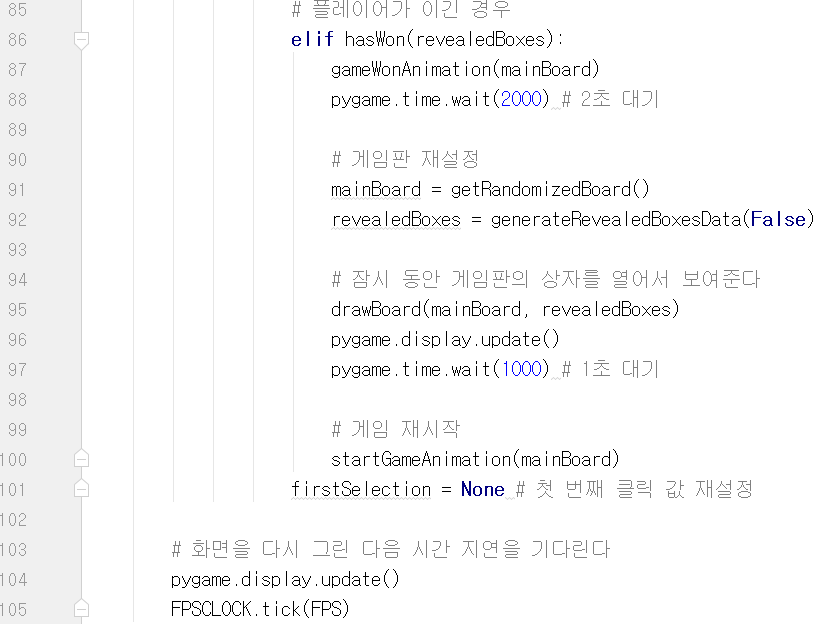 85 # 플레이어가 이긴 경우
86 elif hasWon(revealedBoxes):
87 gameWonAnimation(mainBoard)
88 pygame.time.wait(2000) # 2초 대기
89
90 # 게임판 재설정
91 mainBoard = getRandomizedBoard()
92 revealedBoxes = generateRevealedBoxesData(False)
93
94 # 잠시 동안 게임판의 상자를 열어서 보여준다
95 drawBoard(mainBoard, revealedBoxes)
96 pygame.display.update()
97 pygame.time.wait(1000) # 1초 대기
98
99 # 게임 재시작
100 startGameAnimation(mainBoard)
101 firstSelection = None # 첫 번째 클릭 값 재설정
102
103 # 화면을 다시 그린 다음 시간 지연을 기다린다
104 pygame.display.update()
105 FPSCLOCK.tick(FPS)